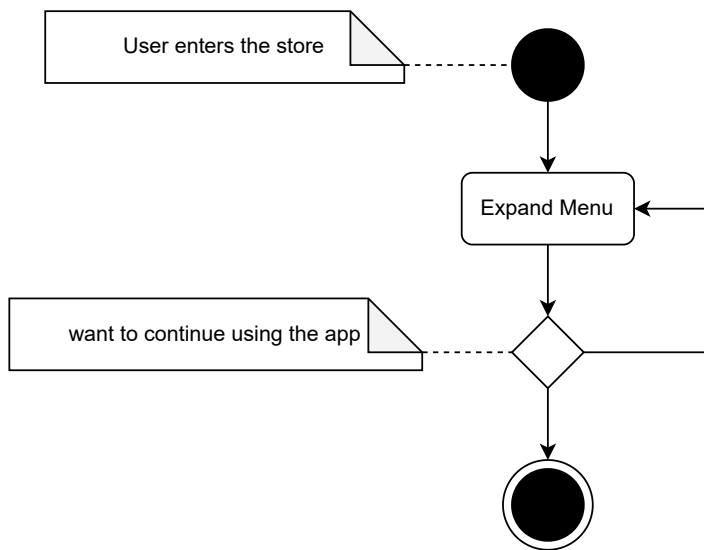 User enters the store
Expand Menu
want to continue using the app